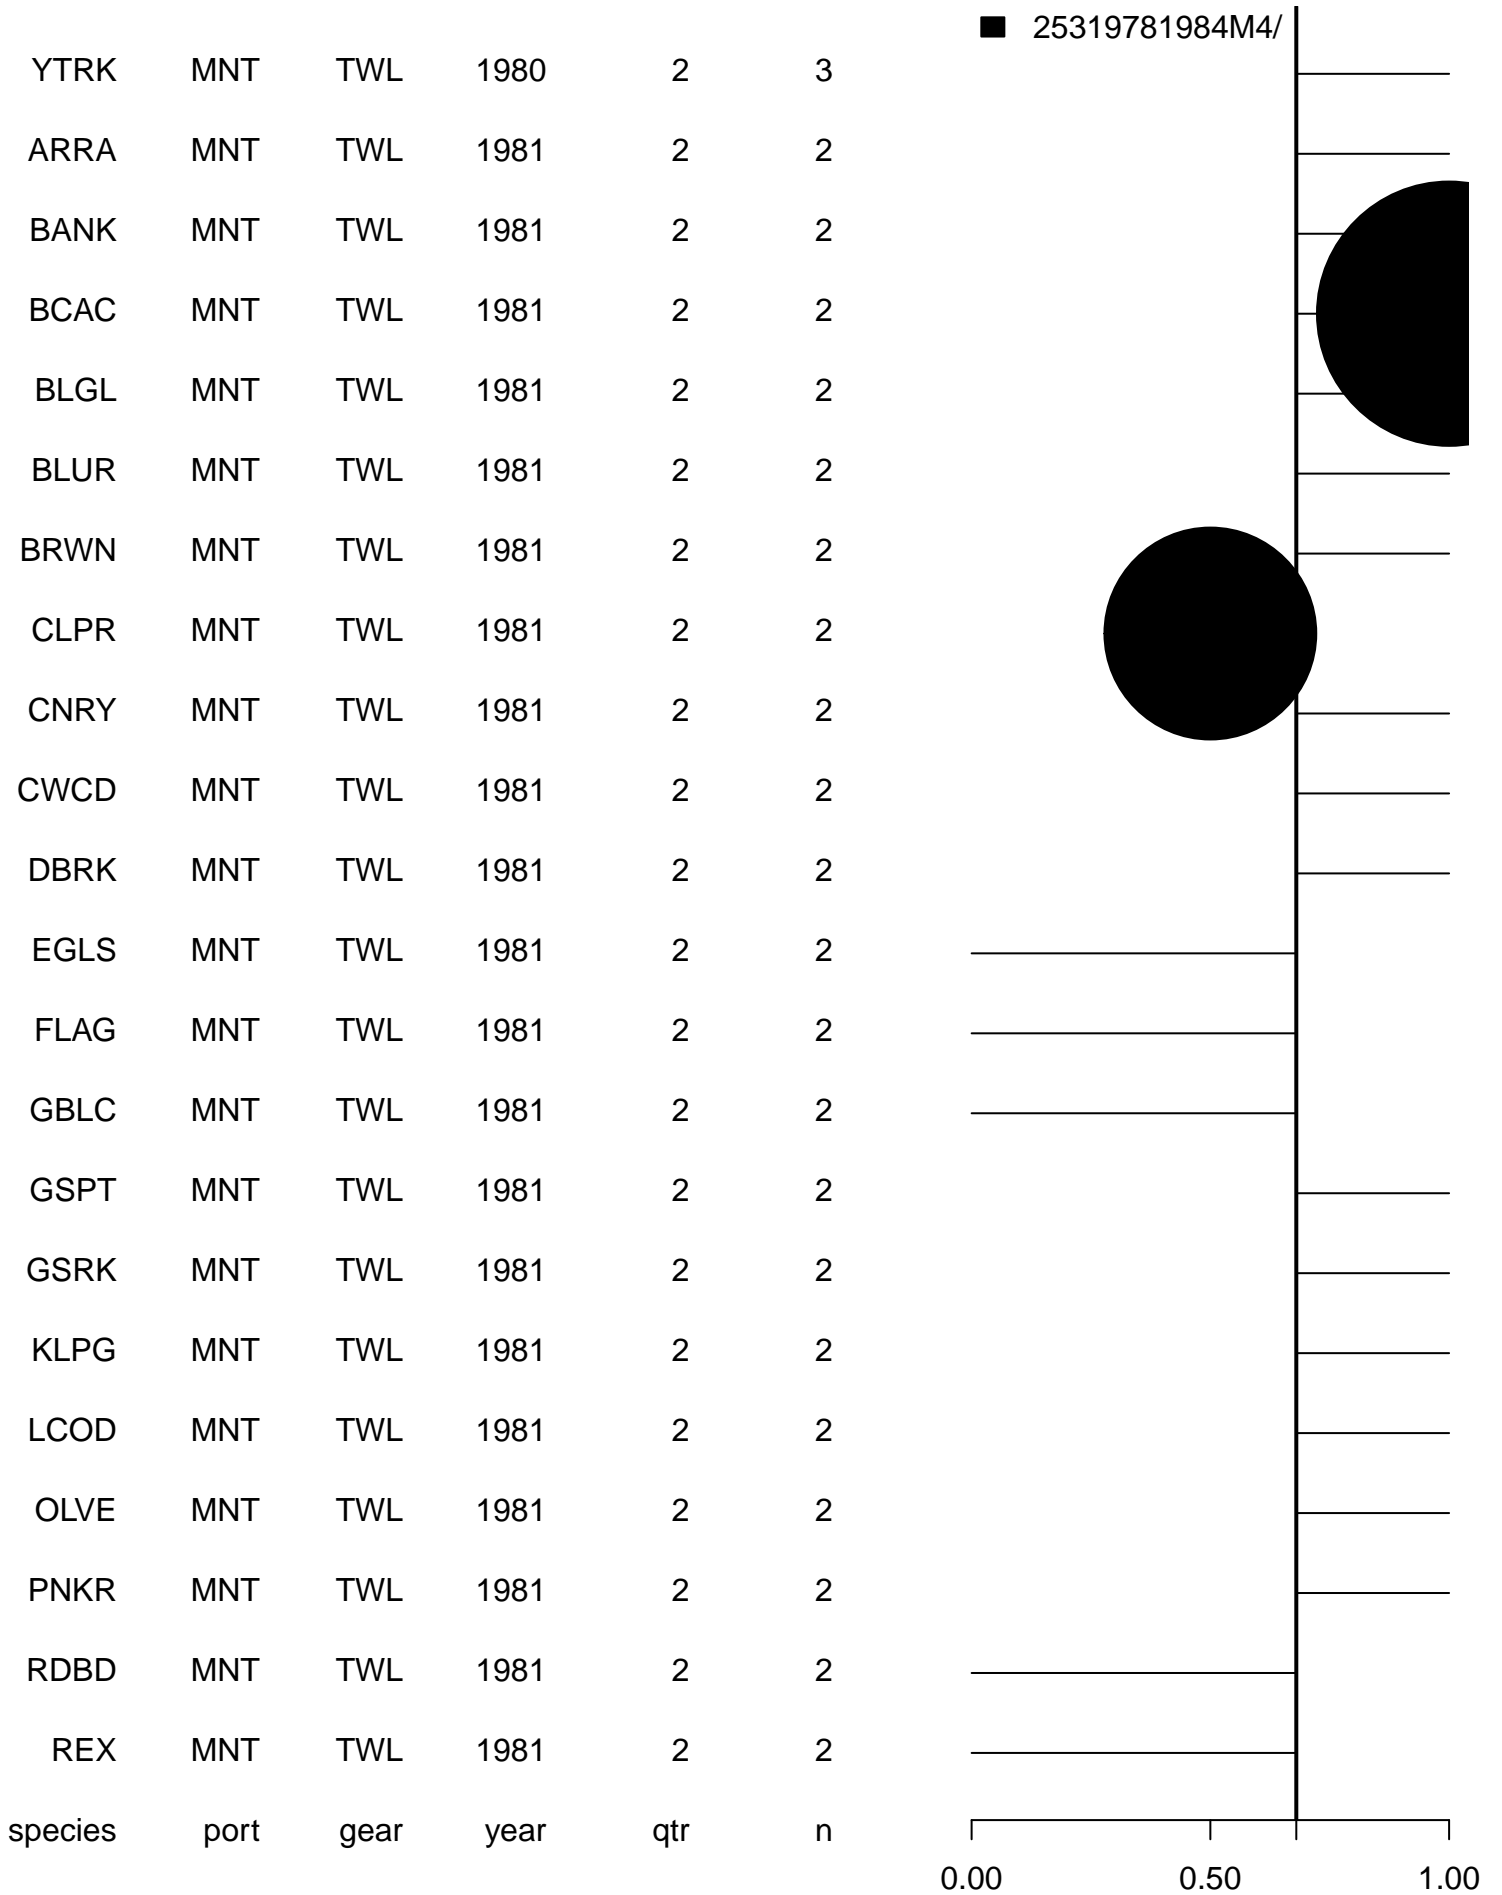 25319781984M4/
YTRK MNT TWL 1980 2 3
ARRA MNT TWL 1981 2 2
BANK MNT TWL 1981 2 2
BCAC MNT TWL 1981 2 2
BLGL MNT TWL 1981 2 2
BLUR MNT TWL 1981 2 2
BRWN MNT TWL 1981 2 2
CLPR MNT TWL 1981 2 2
CNRY MNT TWL 1981 2 2
CWCD MNT TWL 1981 2 2
DBRK MNT TWL 1981 2 2
EGLS MNT TWL 1981 2 2
FLAG MNT TWL 1981 2 2
GBLC MNT TWL 1981 2 2
GSPT MNT TWL 1981 2 2
GSRK MNT TWL 1981 2 2
KLPG MNT TWL 1981 2 2
LCOD MNT TWL 1981 2 2
OLVE MNT TWL 1981 2 2
PNKR MNT TWL 1981 2 2
RDBD MNT TWL 1981 2 2
REX MNT TWL 1981 2 2
species port gear year qtr n
0.00 0.50 1.00